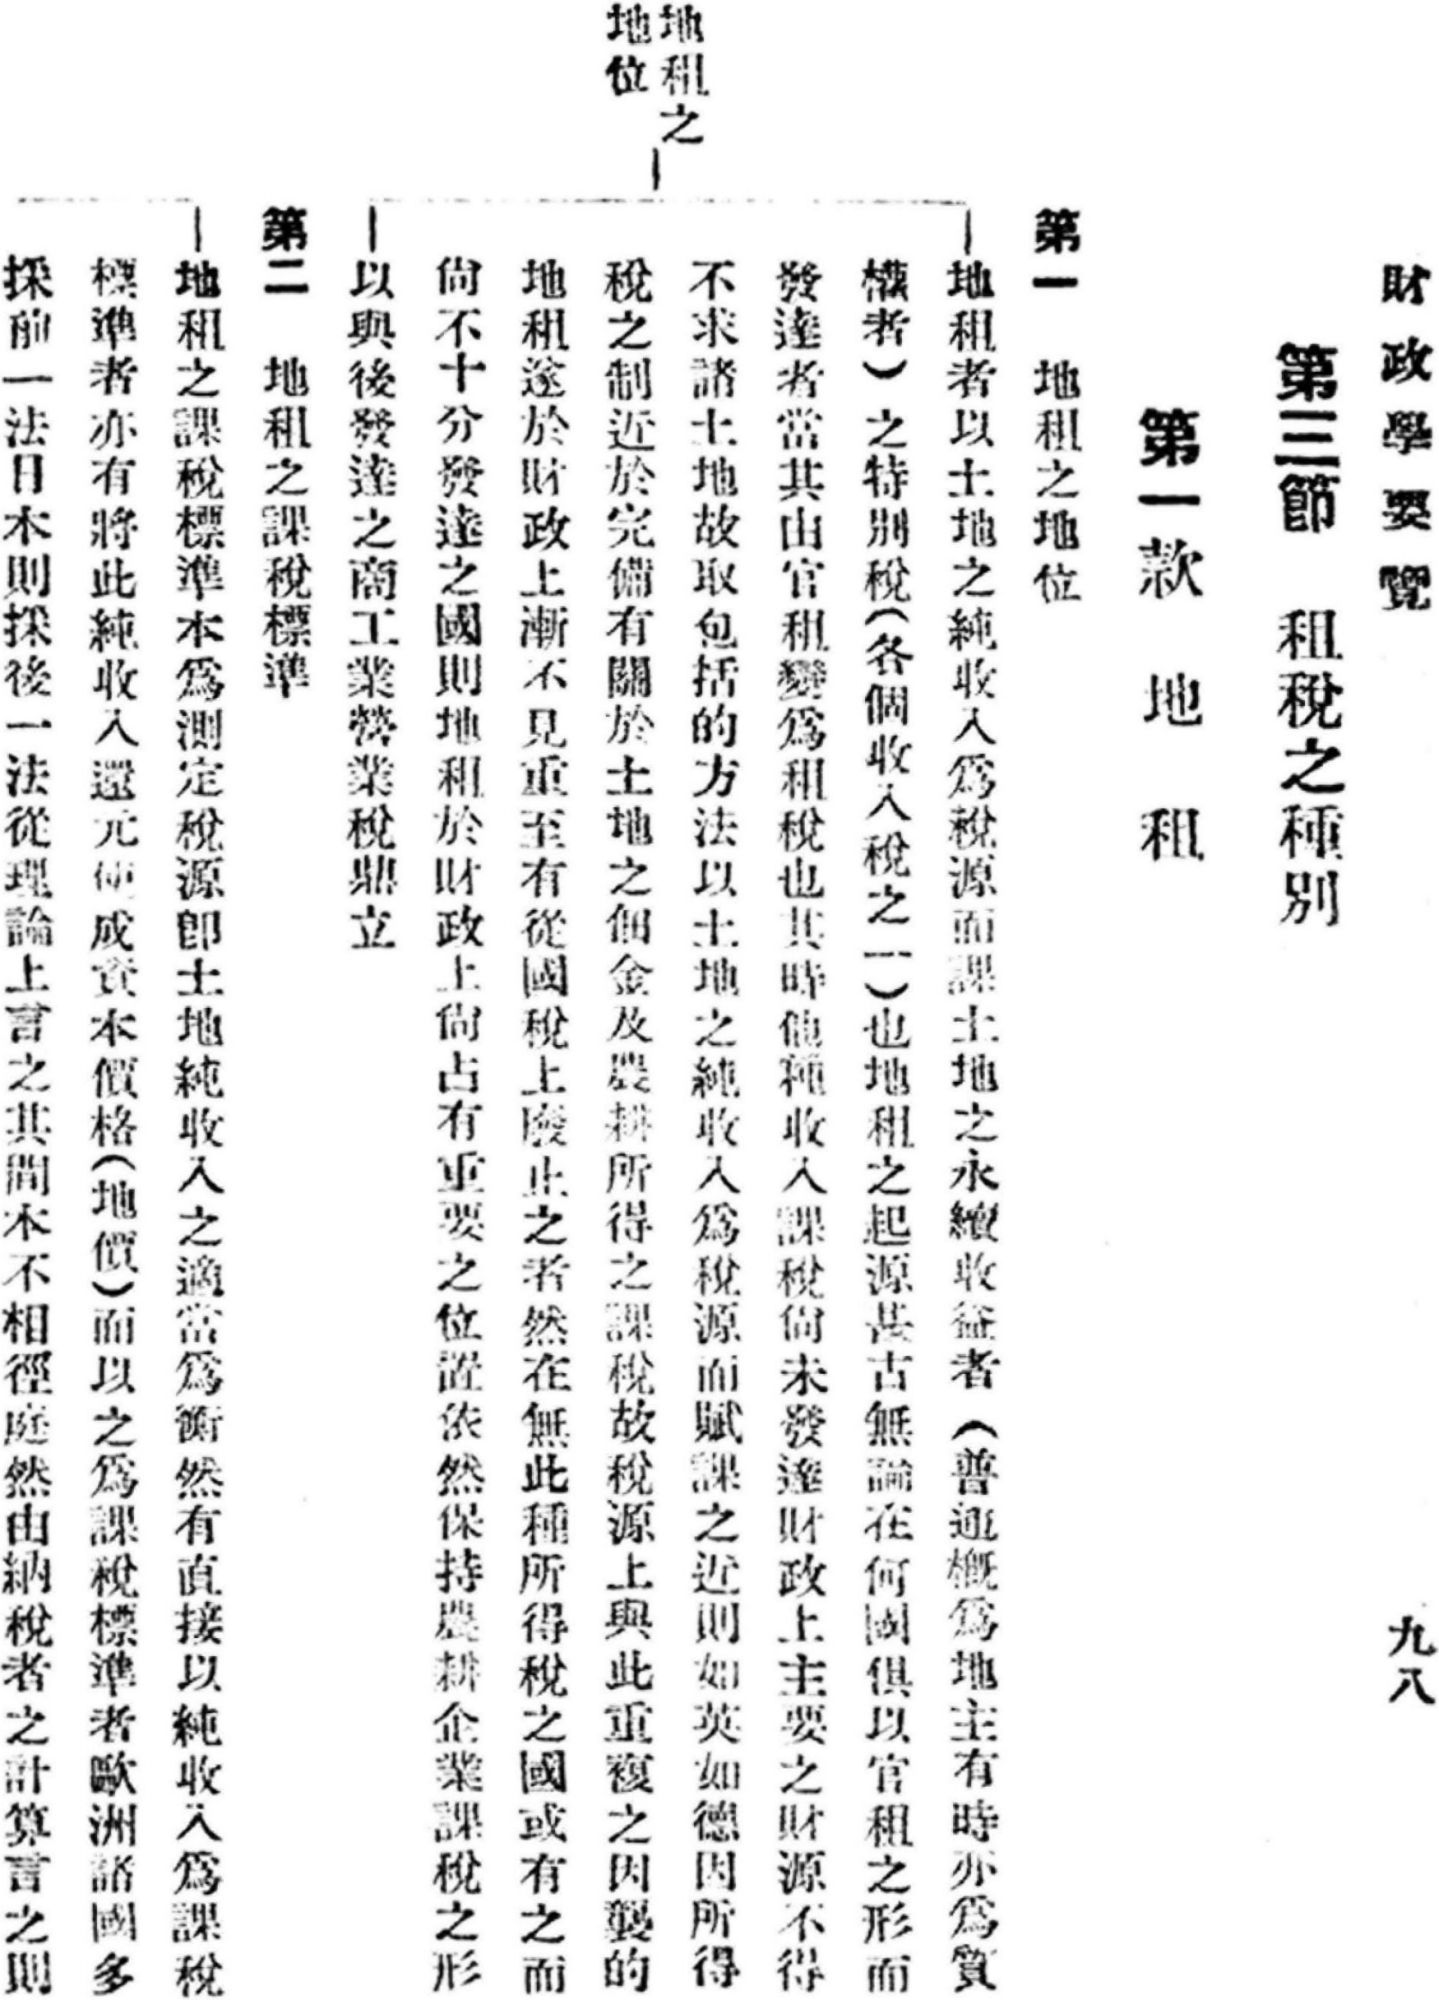 財政學要覽
九八
第三節　租稅之種別
第一款　地租
第一　地租之地位
地租之
地位
地租者以土地之純收入爲稅源而課土地之永續收益者（普通槪爲地主有時亦爲質
權者）之特別稅（各個收入稅之一）也地租之起源甚古無論在何國俱以官租之形而
發達者當其由官租變爲租稅也其時他種收入課稅尙未發達財政上主要之財源不得
不求諸土地故取包括的方法以土地之純收入爲稅源而賦課之近則如英如德因所得
稅之制近於完備有關於土地之佃金及農耕所得之課稅故稅源上與此重複之因襲的
地租遂於財政上漸不見重至有從國稅上廢止之者然在無此種所得稅之國或有之而
尙不十分發達之國則地租於財政上尙占有重要之位置依然保持農耕企業課稅之形
以與後發達之商工業營業稅鼎立
第二　地租之課稅標準
地租之課稅標準本爲測定稅源卽土地純收入之適當爲衡然有直接以純收入爲課稅
標準者亦有將此純收入還元使成資本價格（地價）而以之爲課稅標準者歐洲諸國多
採前一法日本則採後一法從理論上言之其間本不相徑庭然由納稅者之計算言之則